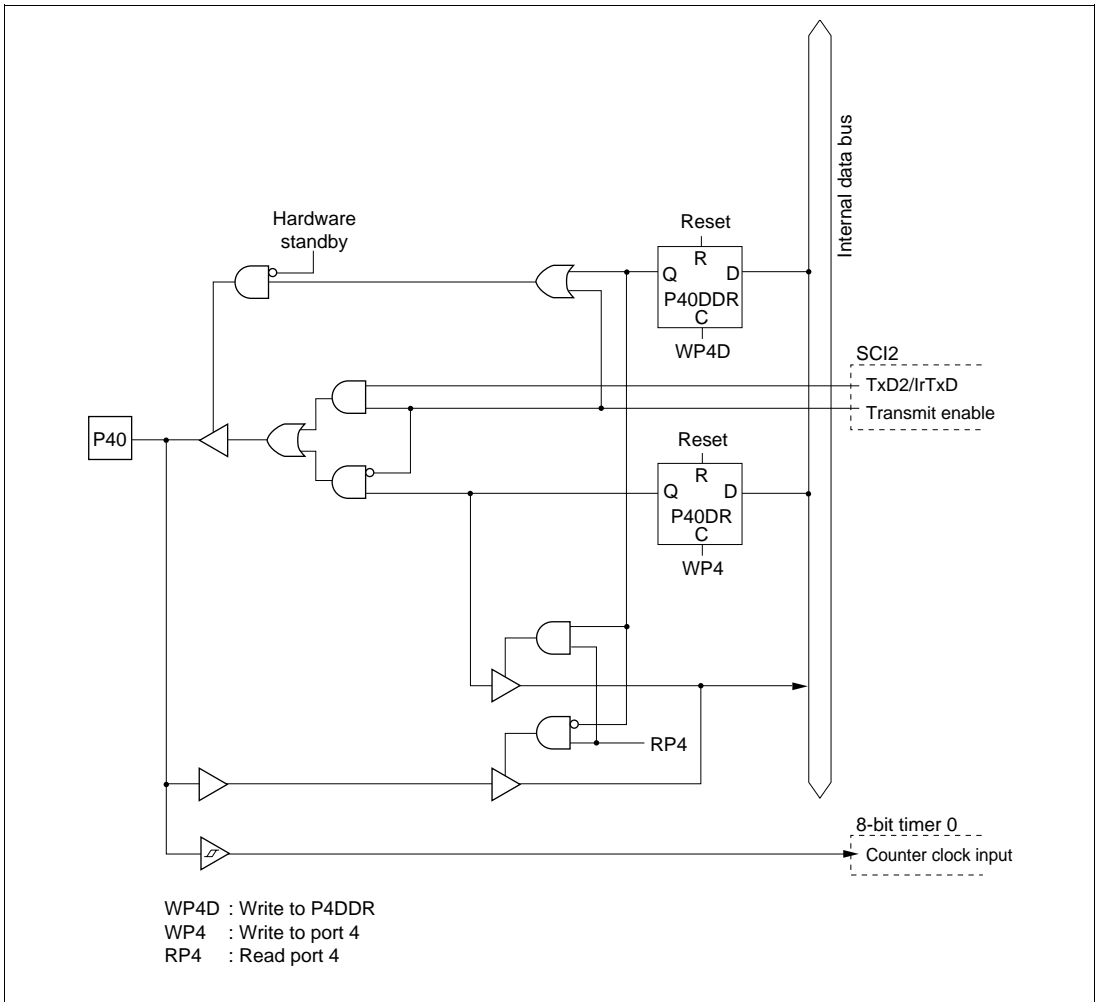 Internal data bus
Hardware
standby
Reset
R
Q D
P40DDR
C
WP4D
SCI2
TxD2/IrTxD
Transmit enable
P40
Reset
R
Q D
P40DR
C
WP4
RP4
8-bit timer 0
Counter clock input
WP4D : Write to P4DDR
WP4 : Write to port 4
RP4 : Read port 4